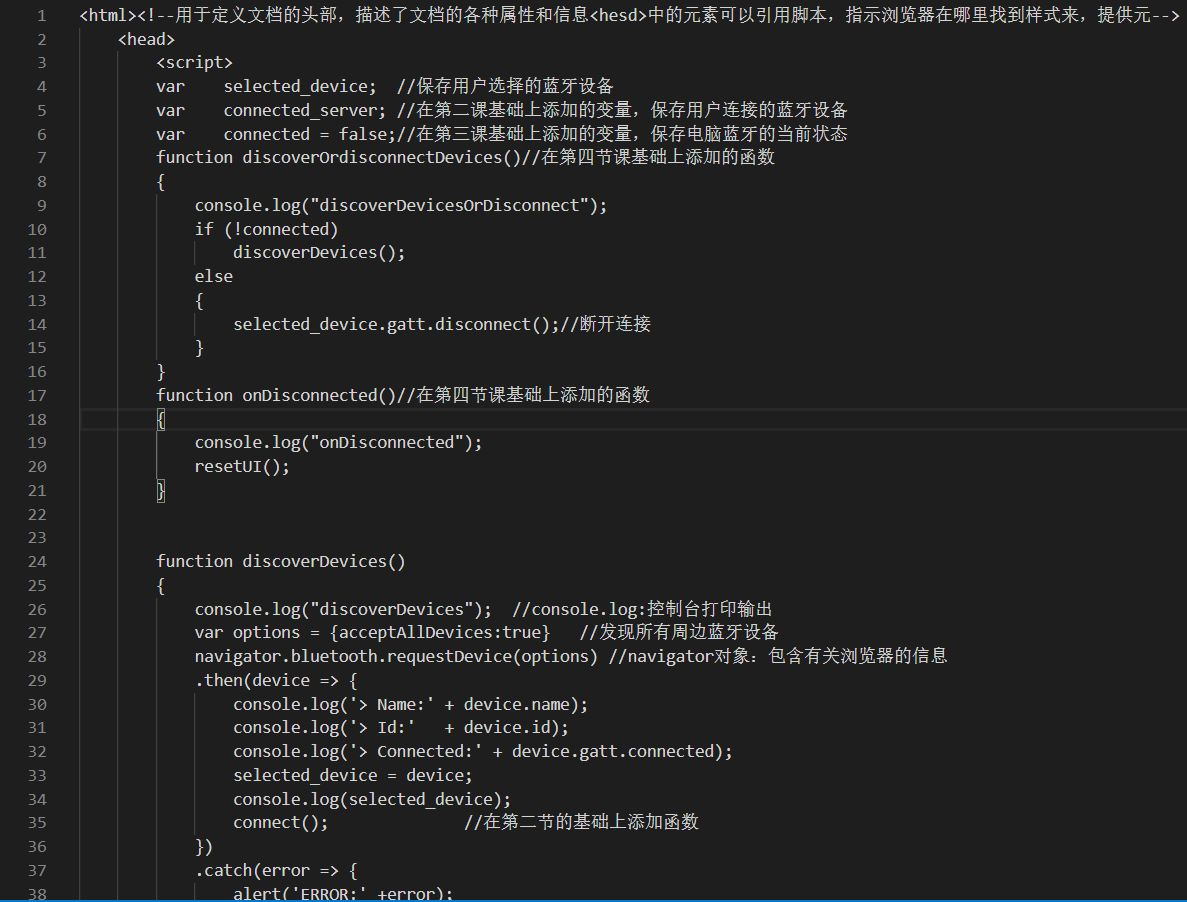 1 <html><!--用于定义文档的头部，描述了文档的各种属性和信息<hesd>中的元素可以引用脚本，指示浏览器在哪里找到样式来，提供元-->
2 <head>
3 <script>
4 var    selected_device;  //保存用户选择的蓝牙设备
5 var    connected_server; //在第二课基础上添加的变量，保存用户连接的蓝牙设备
6 var    connected = false;//在第三课基础上添加的变量，保存电脑蓝牙的当前状态
7 function discoverOrdisconnectDevices()//在第四节课基础上添加的函数
8 {
9 console.log("discoverDevicesOrDisconnect");
10 if (!connected)
11 discoverDevices();
12 else
13 {
14 selected_device.gatt.disconnect();//断开连接
15 }
16 }
17 function onDisconnected()//在第四节课基础上添加的函数
18 {
19 console.log("onDisconnected");
20 resetUI();
21 }
22
23
24 function discoverDevices()
25 {
26 console.log("discoverDevices");  //console.log:控制台打印输出
27 var options = {acceptAllDevices:true}   //发现所有周边蓝牙设备
28 navigator.bluetooth.requestDevice(options) //navigator对象：包含有关浏览器的信息
29 .then(device => {
30 console.log('> Name:' + device.name);
31 console.log('> Id:'   + device.id);
32 console.log('> Connected:' + device.gatt.connected);
33 selected_device = device;
34 console.log(selected_device);
35 connect();              //在第二节的基础上添加函数
36 })
37 .catch(error => {
38 alert('ERROR:' +error);